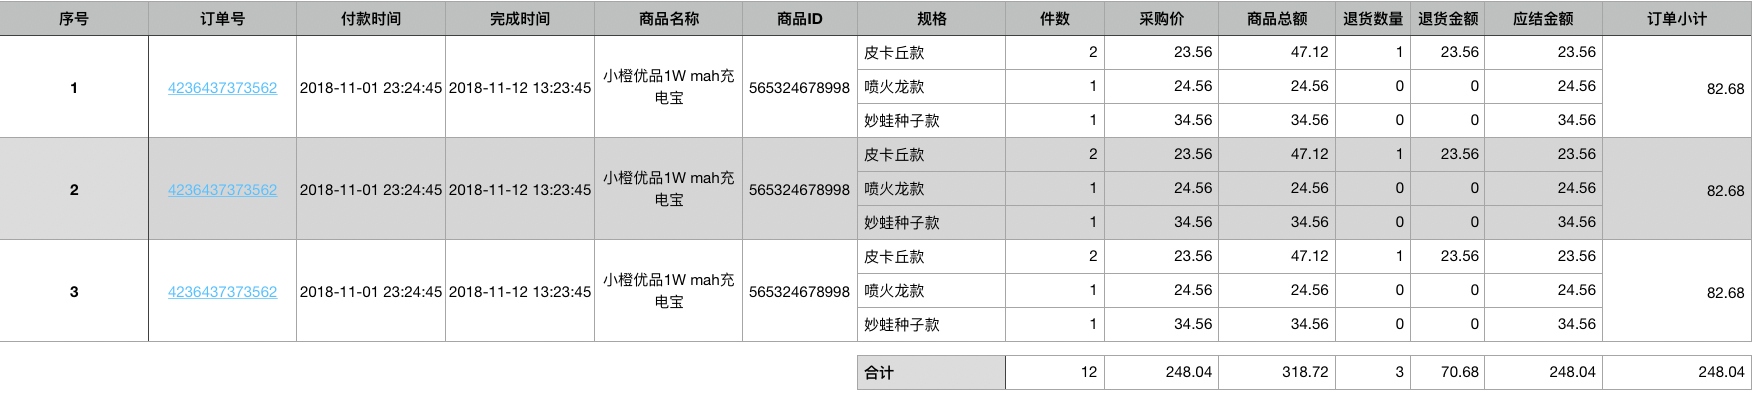 序号 订单号 付款时间 完成时间 商品名称 商品ID 规格 件数 采购价 商品总额 退货数量 退货金额 应结金额 订单小计
1 4236437373562 2018-11-01 23:24:45 2018-11-12 13:23:45 小橙优品1W mah充
电宝 565324678998 皮卡丘款 2 23.56 47.12 1 23.56 23.56 82.68
喷火龙款 1 24.56 24.56 0 0 24.56
妙蛙种子款 1 34.56 34.56 0 0 34.56
2 4236437373562 2018-11-01 23:24:45 2018-11-12 13:23:45 小橙优品1W mah充
电宝 565324678998 皮卡丘款 2 23.56 47.12 1 23.56 23.56 82.68
喷火龙款 1 24.56 24.56 0 0 24.56
妙蛙种子款 1 34.56 34.56 0 0 34.56
3 4236437373562 2018-11-01 23:24:45 2018-11-12 13:23:45 小橙优品1W mah充
电宝 565324678998 皮卡丘款 2 23.56 47.12 1 23.56 23.56 82.68
喷火龙款 1 24.56 24.56 0 0 24.56
妙蛙种子款 1 34.56 34.56 0 0 34.56
合计 12 248.04 318.72 3 70.68 248.04 248.04